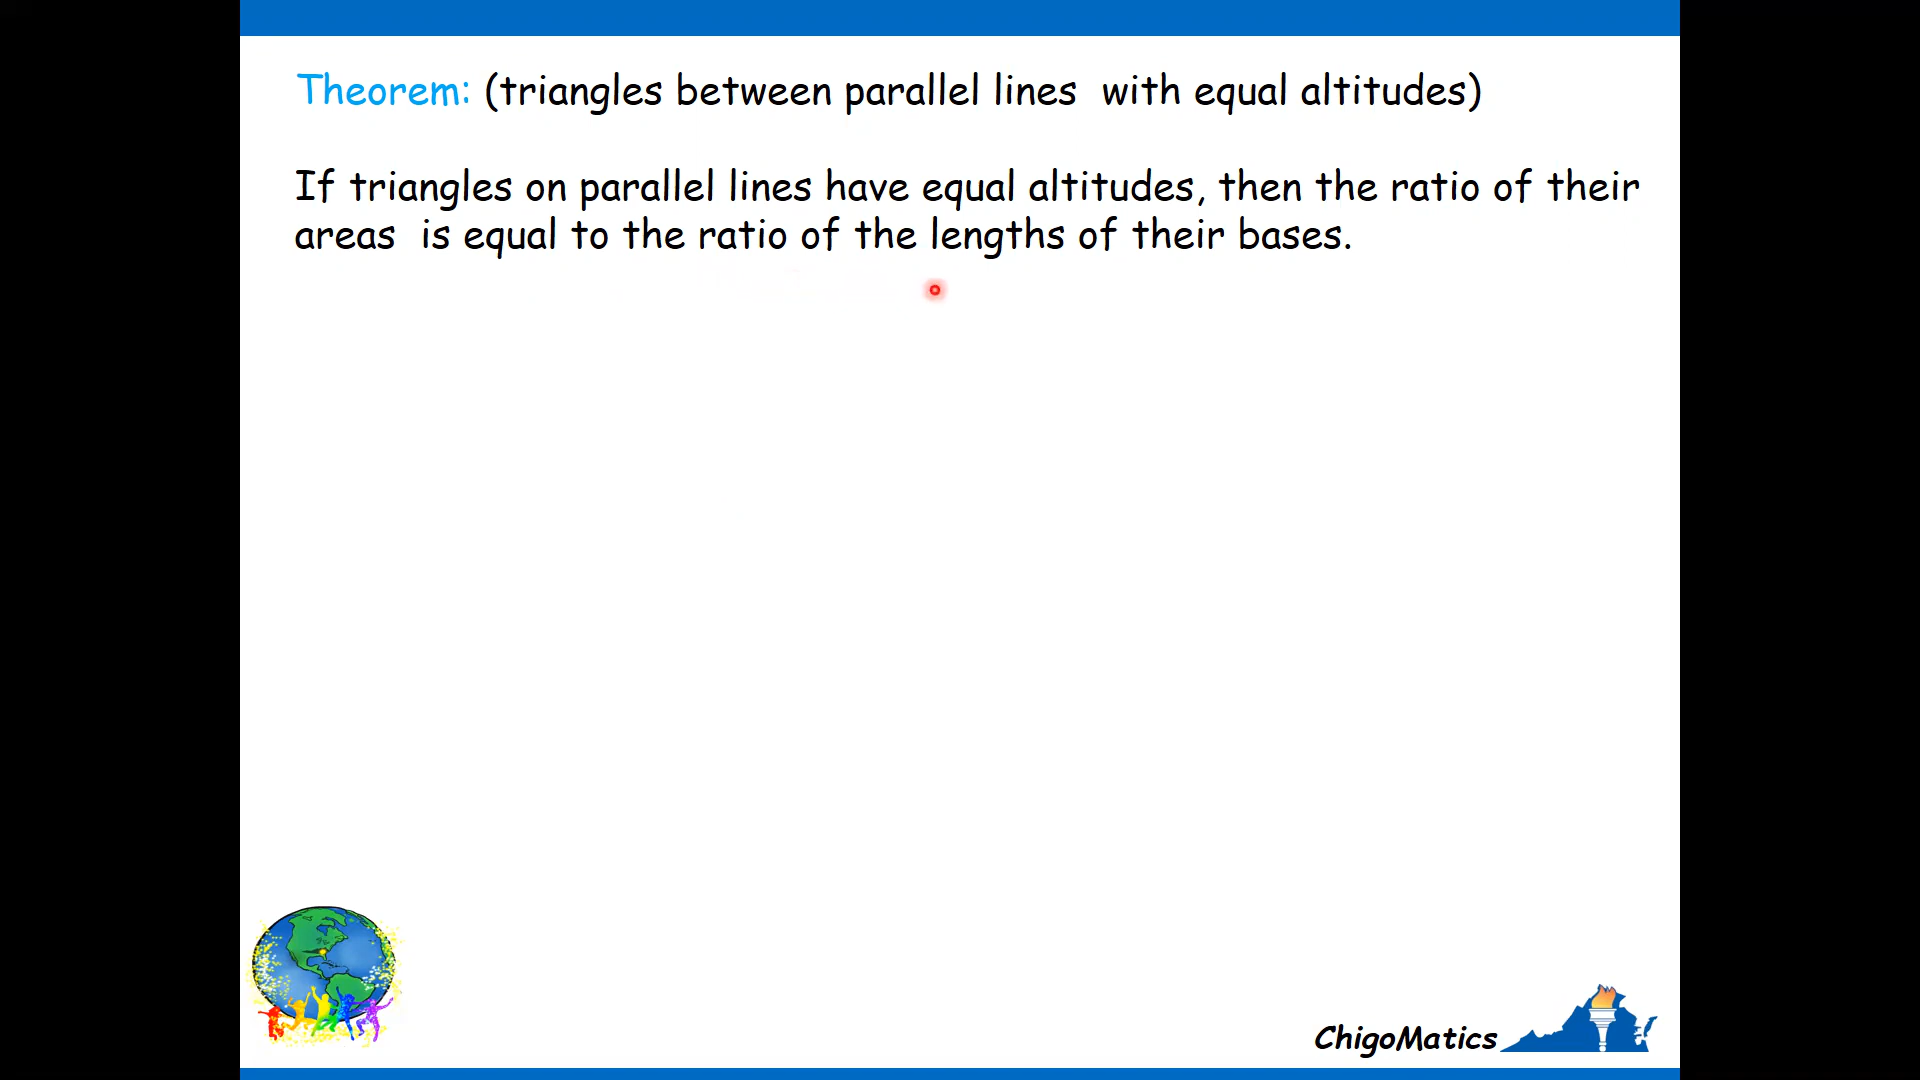 Theorem: (triangles between parallel lines  with equal altitudes)
If triangles on parallel lines have equal altitudes, then the ratio of their
areas  is equal to the ratio of the lengths of their bases.
ChigoMatics